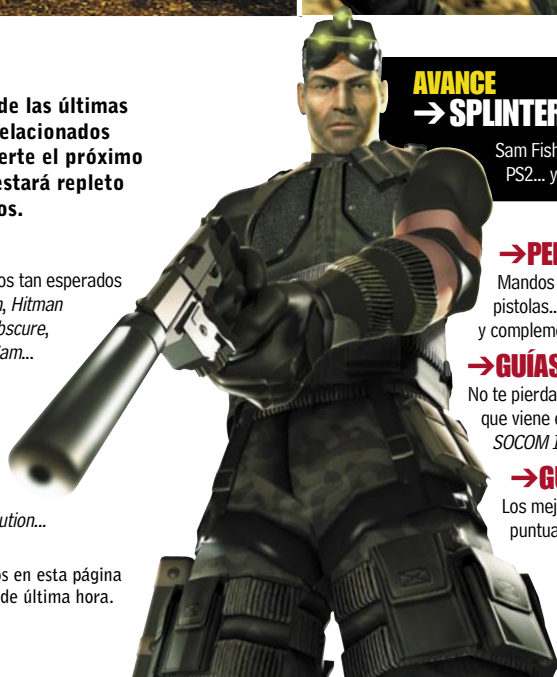 de las últimas
elacionados
erte el próximo
estará repleto
os.
os tan esperados
n, Hitman
bscure,
am...
ution...
os en esta página
de última hora.
AVANCE
→ SPLINTER
Sam Fish
PS2... y
→PE
Mandos
pistolas..
y compleme
→GUÍAS
No te pierda
que viene e
SOCOM I
→GU
Los mej
puntua